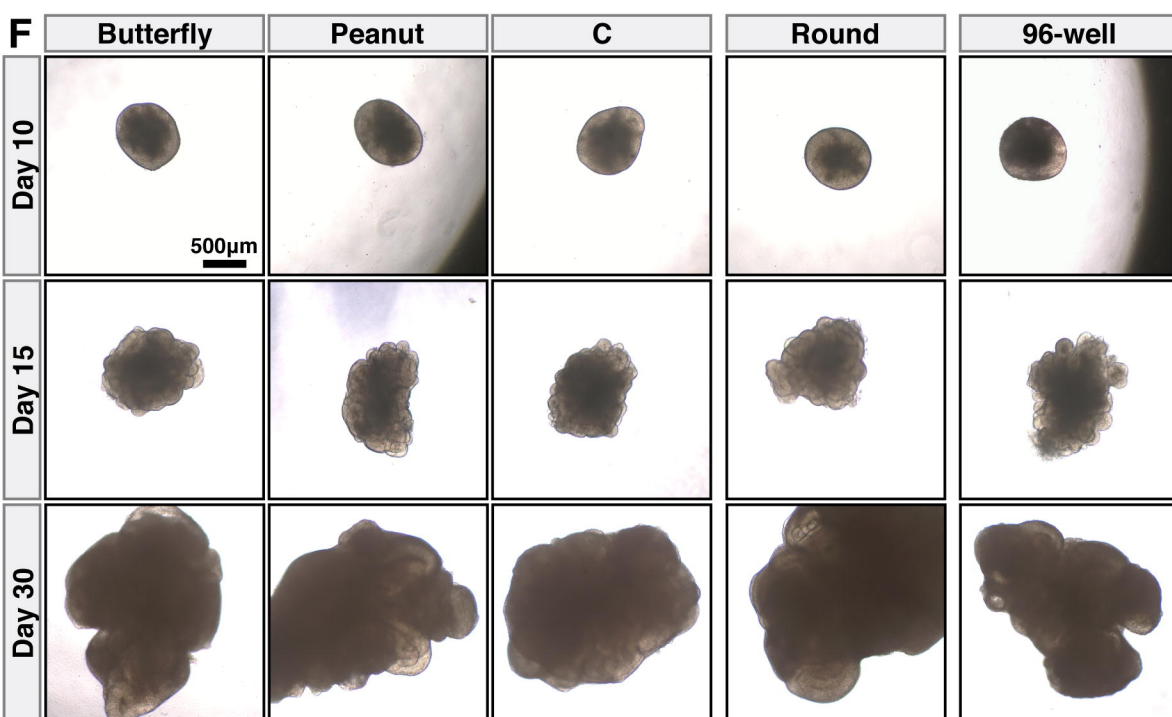 F
Butterfly
Peanut
C
Round
96-well
Day 10
500µm
Day 15
Day 30